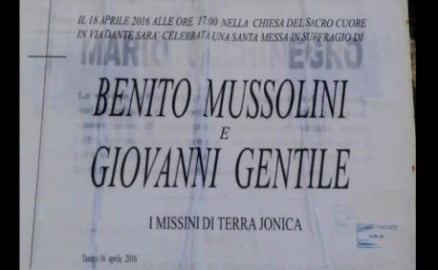 IL 18 APRILE 2016 ALLE ORE 17:00 NELLA CHIESA DEL SACRO CUORE
IN VIA DANTE SARA' CELEBRATA UNA SANTA MESSA IN SUFFRAGIO DI
BENITO MUSSOLINI
E
GIOVANNI GENTILE
I MISSINI DI TERRA JONICA
Taranto 16 aprile 2016